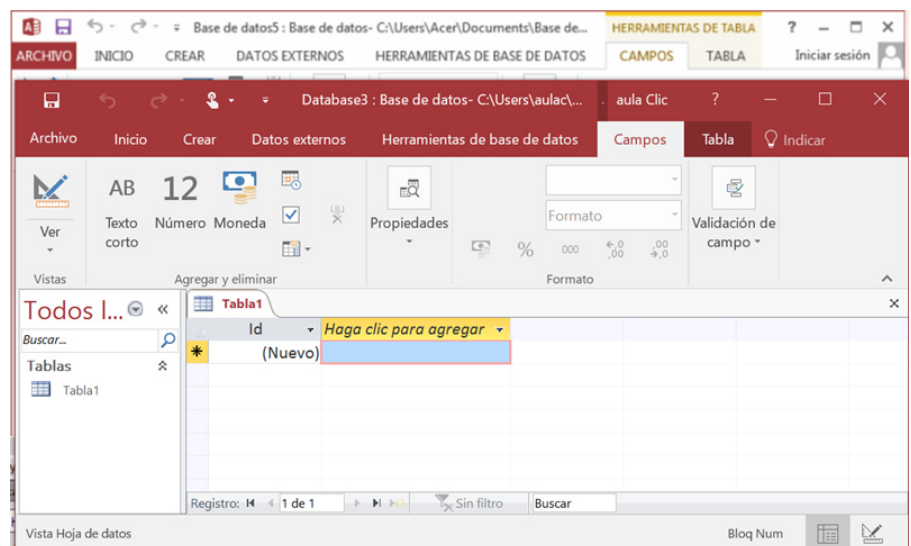 Base de datos5 : Base de datos- C:\Users\Acer\Documents\Base de... HERRAMIENTAS DE TABLA ?
ARCHIVO INICIO CREAR DATOS EXTERNOS HERRAMIENTAS DE BASE DE DATOS CAMPOS TABLA Iniciar sesión
Database3 : Base de datos- C:\Users\aulac\... aula Clic ?
Archivo Inicio Crear Datos externos Herramientas de base de datos Campos Tabla Indicar
AB 12
Ver Texto corto Número Moneda Propiedades Formato Validación de campo
% 000 ,0 ,00 ,00 ,0
Vistas Agregar y eliminar Formato
Todos l... « Tabla1
Id Haga clic para agregar
Buscar...
(Nuevo)
Tablas
Tabla1
Registro: 1 de 1 Sin filtro Buscar
Vista Hoja de datos Bloq Num